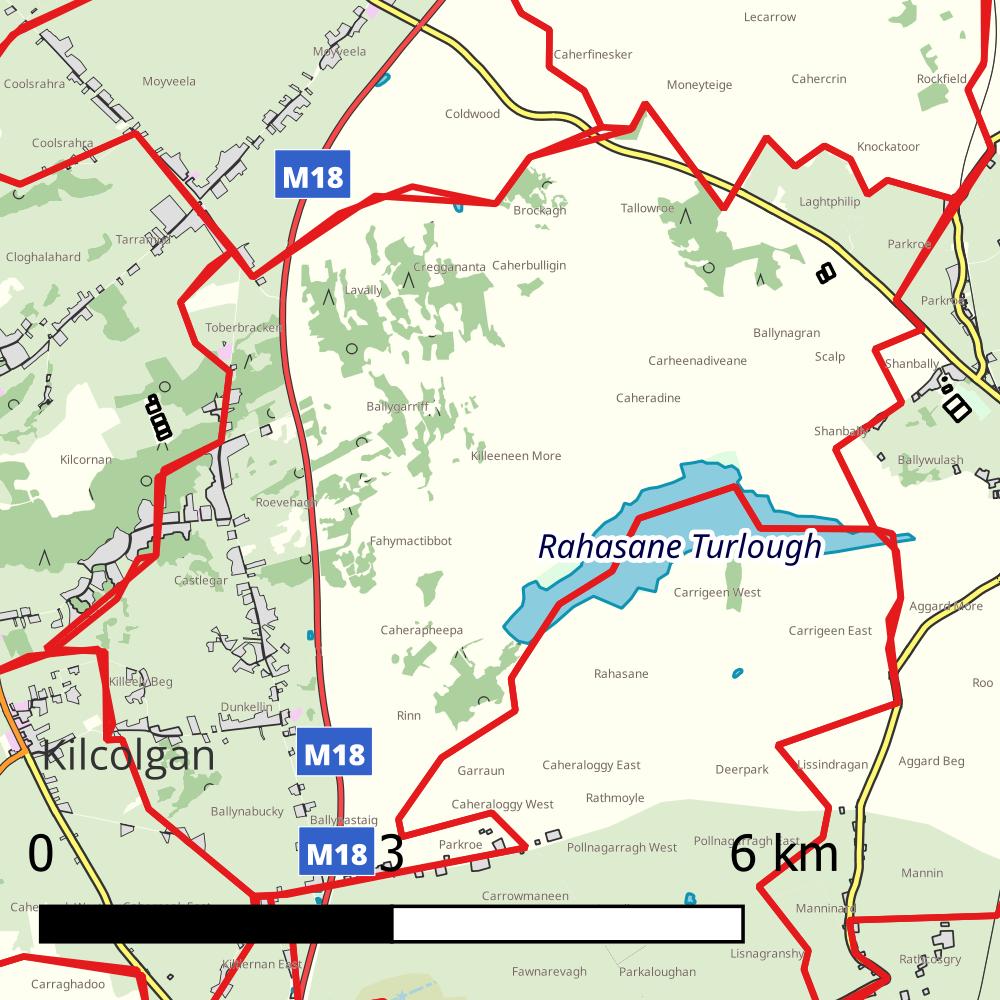 Lecarrow
Moyveela
Caherfinesker
Coolsrahra
Moyveela
Moneyteige
Cahercrin
Rockfield
Coldwood
Coolsrahra
Knockatoor
M18
Brockagh
Tallowroe
Laghtphilip
Tarramud
Parkroe
Cloghalahard
Creggananta
Caherbulligin
Lavally
Parkroe
Toberbracken
Ballynagran
Carheenadiveane
Scalp
Shanbally
Caheradine
Ballygarriff
Shanbally
Kilcornan
Killeeneen More
Ballywulash
Roevehagh
Fahymactibbot
Rahasane Turlough
Castlegar
Carrigeen West
Aggard More
Caherapheepa
Carrigeen East
Rahasane
Killeely Beg
Roo
Dunkellin
Rinn
Kilcolgan
M18
Garraun
Caheraloggy East
Deerpark
Lissindragan
Aggard Beg
Rathmoyle
Ballynabucky
Caheraloggy West
Ballynastaig
Parkroe
Pollnagarragh West
Pollnagarragh East
0
M18
3
6 km
Mannin
Carrowmaneen
Manninard
Kilkiernan East
Lisnagranshy
Rathcosgry
Carraghadoo
Fawnarevagh
Parkaloughan